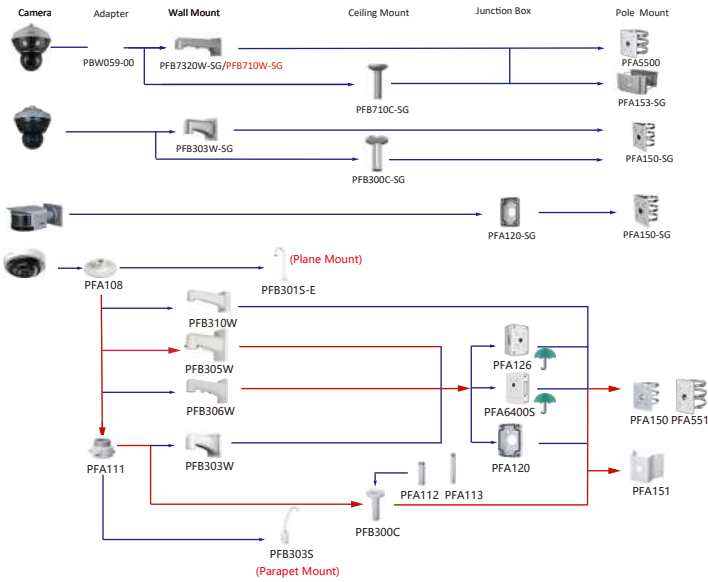 Camera Adapter Wall Mount Ceiling Mount Junction Box Pole Mount
PBW059-00 PFB7320W-SG/PFB710W-SG PFA5500
PFB710C-SG PFA153-SG
PFB303W-SG PFA150-SG
PFB300C-SG
PFA120-SG PFA150-SG
(Plane Mount)
PFA108 PFB301S-E
PFB310W
PFB305W PFA126
PFB306W PFA6400S PFA150 PFA551
PFA111 PFB303W PFA120
PFA112 PFA113 PFA151
PFB300C
PFB303S
(Parapet Mount)